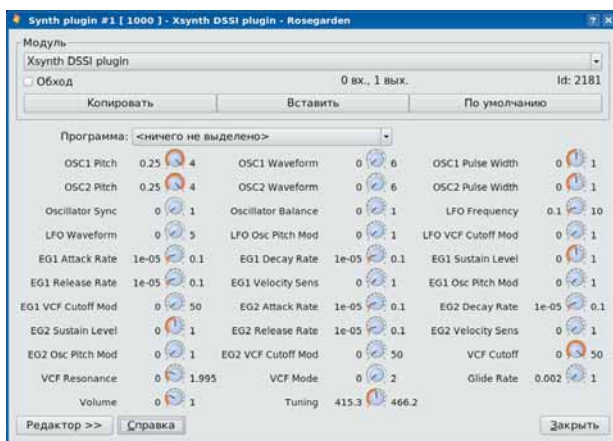 Synth plugin #1 [ 1000 ] - Xsynth DSSI plugin - Rosegarden
Модуль
Xsynth DSSI plugin
Обход 0 вх., 1 вых. Id: 2181
Копировать Вставить По умолчанию
Программа: <ничего не выделено>
OSC1 Pitch 0.25 4 OSC1 Waveform 0 6 OSC1 Pulse Width 0 1
OSC2 Pitch 0.25 4 OSC2 Waveform 0 6 OSC2 Pulse Width 0 1
Oscillator Sync 0 1 Oscillator Balance 0 1 LFO Frequency 0.1 10
LFO Waveform 0 5 LFO Osc Pitch Mod 0 1 LFO VCF Cutoff Mod 0 1
EG1 Attack Rate 1e-05 0.1 EG1 Decay Rate 1e-05 0.1 EG1 Sustain Level 0 1
EG1 Release Rate 1e-05 0.1 EG1 Velocity Sens 0 1 EG1 Osc Pitch Mod 0 1
EG1 VCF Cutoff Mod 0 50 EG2 Attack Rate 1e-05 0.1 EG2 Decay Rate 1e-05 0.1
EG2 Sustain Level 0 1 EG2 Release Rate 1e-05 0.1 EG2 Velocity Sens 0 1
EG2 Osc Pitch Mod 0 1 EG2 VCF Cutoff Mod 0 50 VCF Cutoff 0 50
VCF Resonance 0 1.995 VCF Mode 0 2 Glide Rate 0.002 1
Volume 0 1 Tuning 415.3 466.2
Редактор >> Справка Закрыть